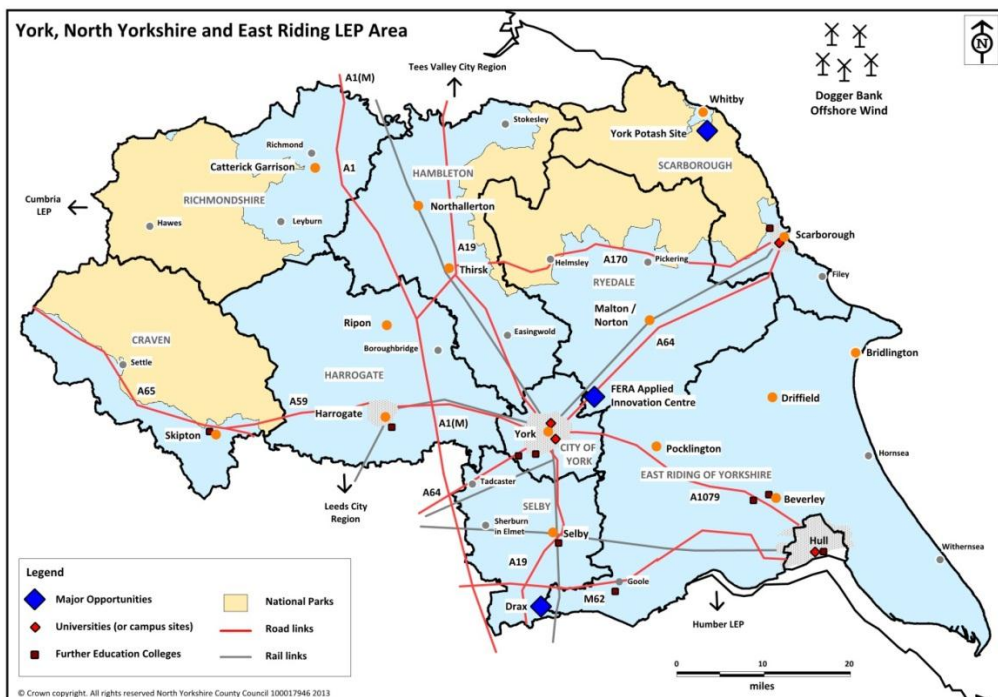 York, North Yorkshire and East Riding LEP Area
N
Dogger Bank
Offshore Wind
Tees Valley City Region
A1(M)
Whitby
York Potash Site
Stokesley
SCARBOROUGH
Richmond
Catterick Garrison
A1
HAMBLETON
Cumbria
LEP
RICHMONDSHIRE
Northallerton
Hawes
Leyburn
Scarborough
A19
A170
Helmsley
Pickering
Thirsk
RYEDALE
Filey
Malton /
Norton
Ripon
Easingwold
CRAVEN
Boroughbridge
A64
Bridlington
Settle
HARROGATE
A65
FERA Applied
Innovation Centre
Driffield
A59
Harrogate
A1(M)
York
Skipton
CITY OF
YORK
Pocklington
Hornsea
EAST RIDING OF YORKSHIRE
Tadcaster
A64
A1079
Beverley
Leeds City
Region
SELBY
Sherburn
in Elmet
Selby
Hull
Withernsea
A19
Goole
M62
Drax
Humber LEP
Legend
Major Opportunities
National Parks
Universities (or campus sites)
Road links
Further Education Colleges
Rail links
0 10 20
miles
© Crown copyright. All rights reserved North Yorkshire County Council 100017946 2013